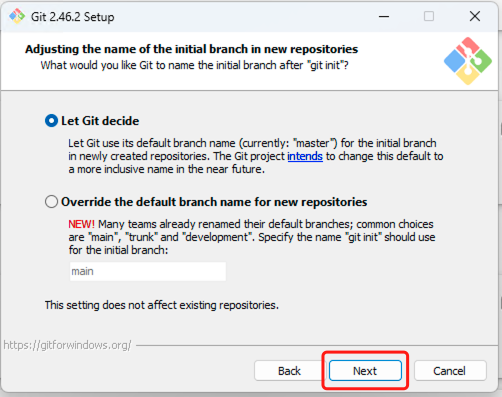 Git 2.46.2 Setup
Adjusting the name of the initial branch in new repositories
What would you like Git to name the initial branch after "git init"?
Let Git decide
Let Git use its default branch name (currently: "master") for the initial branch
in newly created repositories. The Git project intends to change this default to
a more inclusive name in the near future.
Override the default branch name for new repositories
NEW! Many teams already renamed their default branches; common choices
are "main", "trunk" and "development". Specify the name "git init" should use
for the initial branch:
main
This setting does not affect existing repositories.
https://gitforwindows.org/
Back Next Cancel